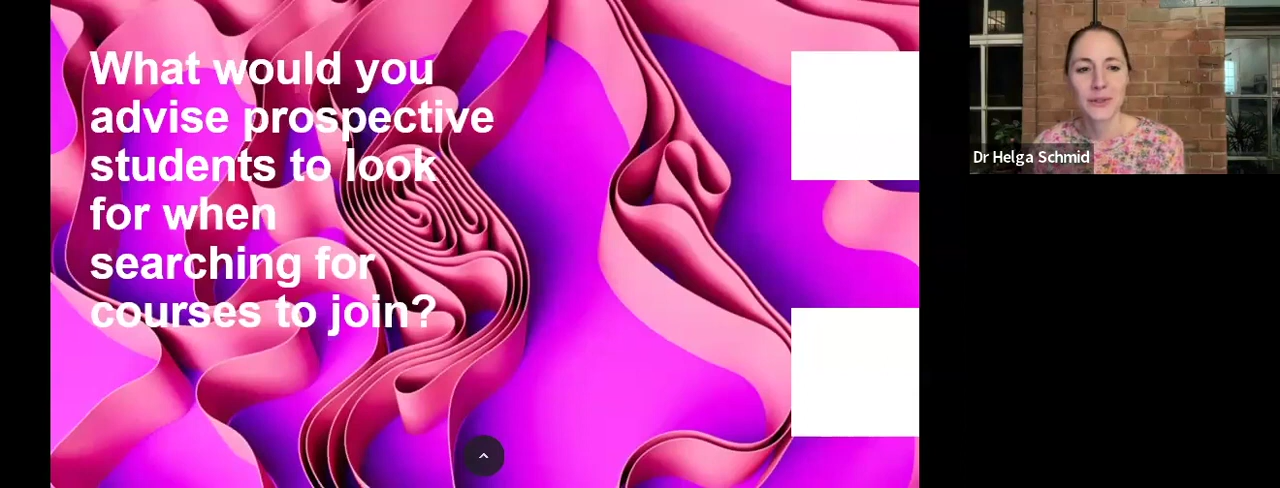 What would you
advise prospective
students to look
for when
searching for
courses to join?
Dr Helga Schmid